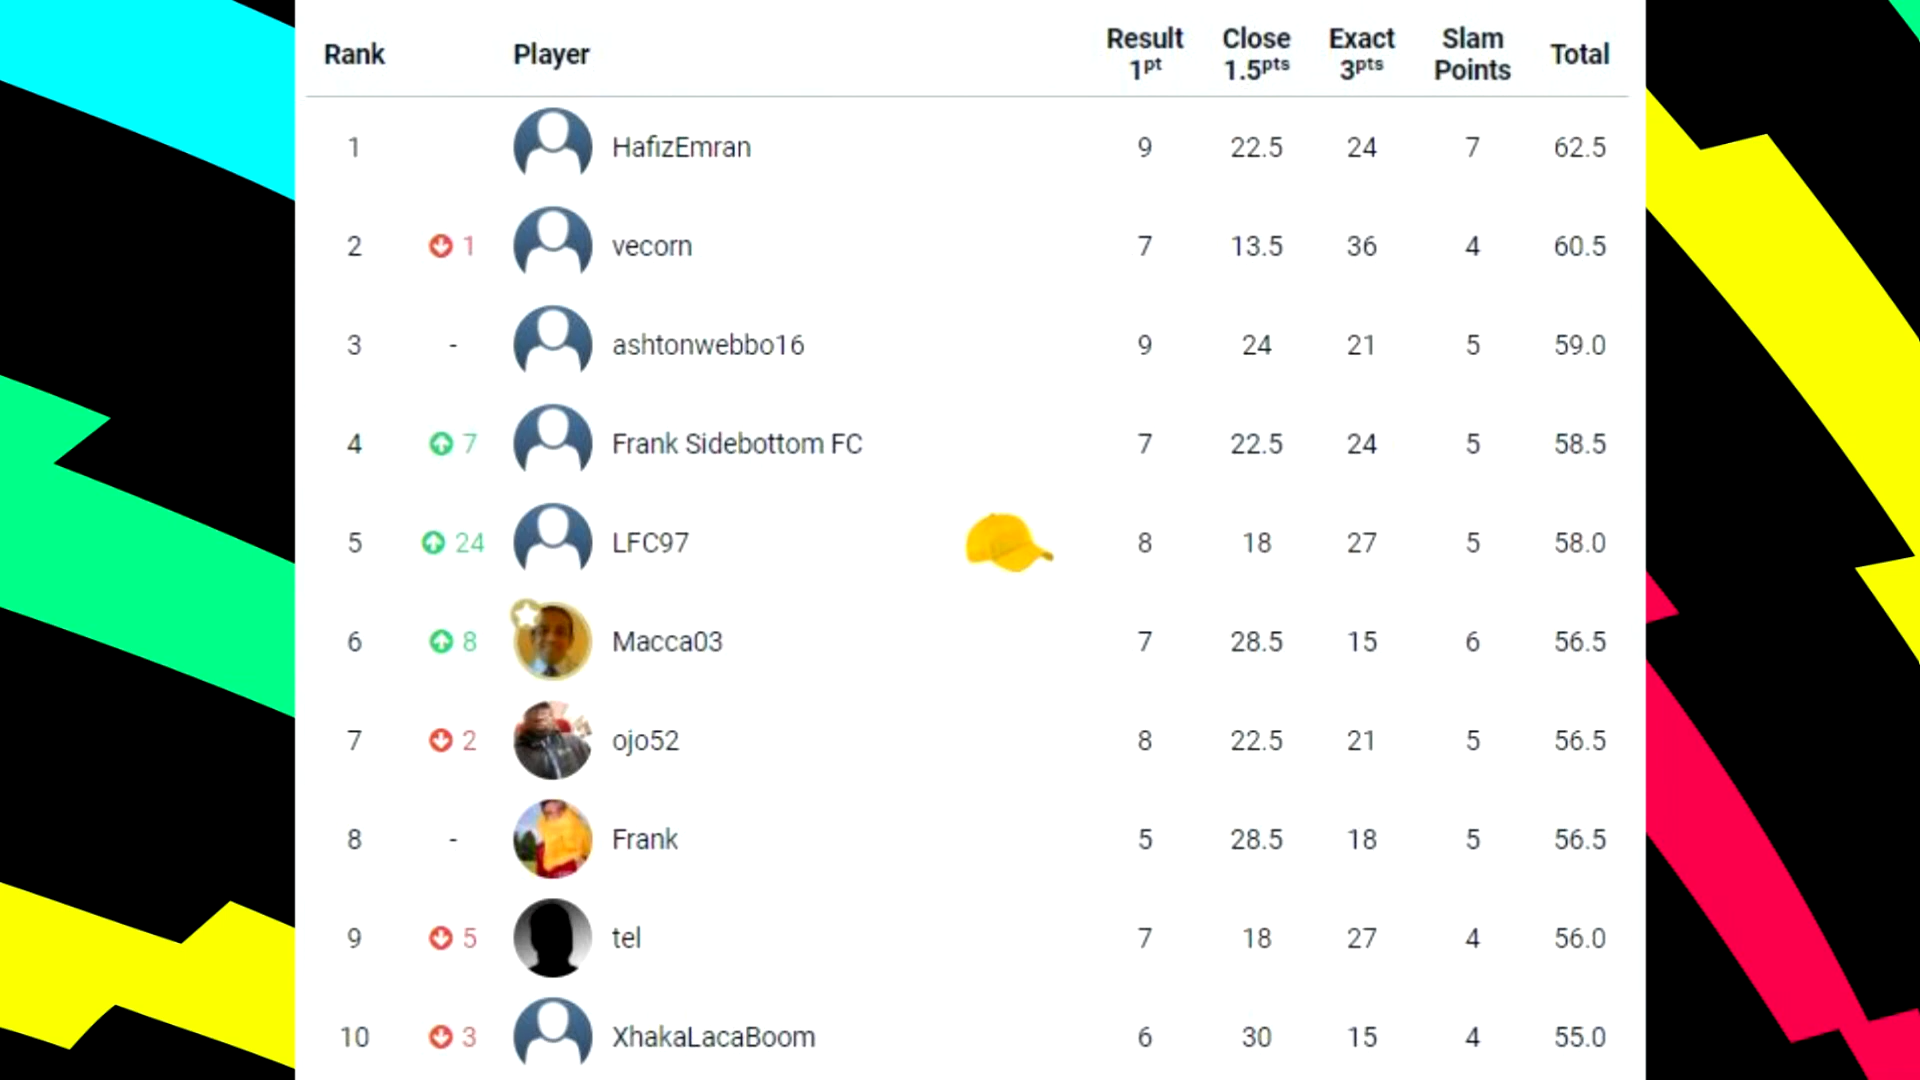 Rank Player Result 1pt Close 1.5pts Exact 3pts Slam Points Total
1 HafizEmran 9 22.5 24 7 62.5
2 1 vecorn 7 13.5 36 4 60.5
3 - ashtonwebbo16 9 24 21 5 59.0
4 7 Frank Sidebottom FC 7 22.5 24 5 58.5
5 24 LFC97 8 18 27 5 58.0
6 8 Macca03 7 28.5 15 6 56.5
7 2 ojo52 8 22.5 21 5 56.5
8 - Frank 5 28.5 18 5 56.5
9 5 tel 7 18 27 4 56.0
10 3 XhakaLacaBoom 6 30 15 4 55.0